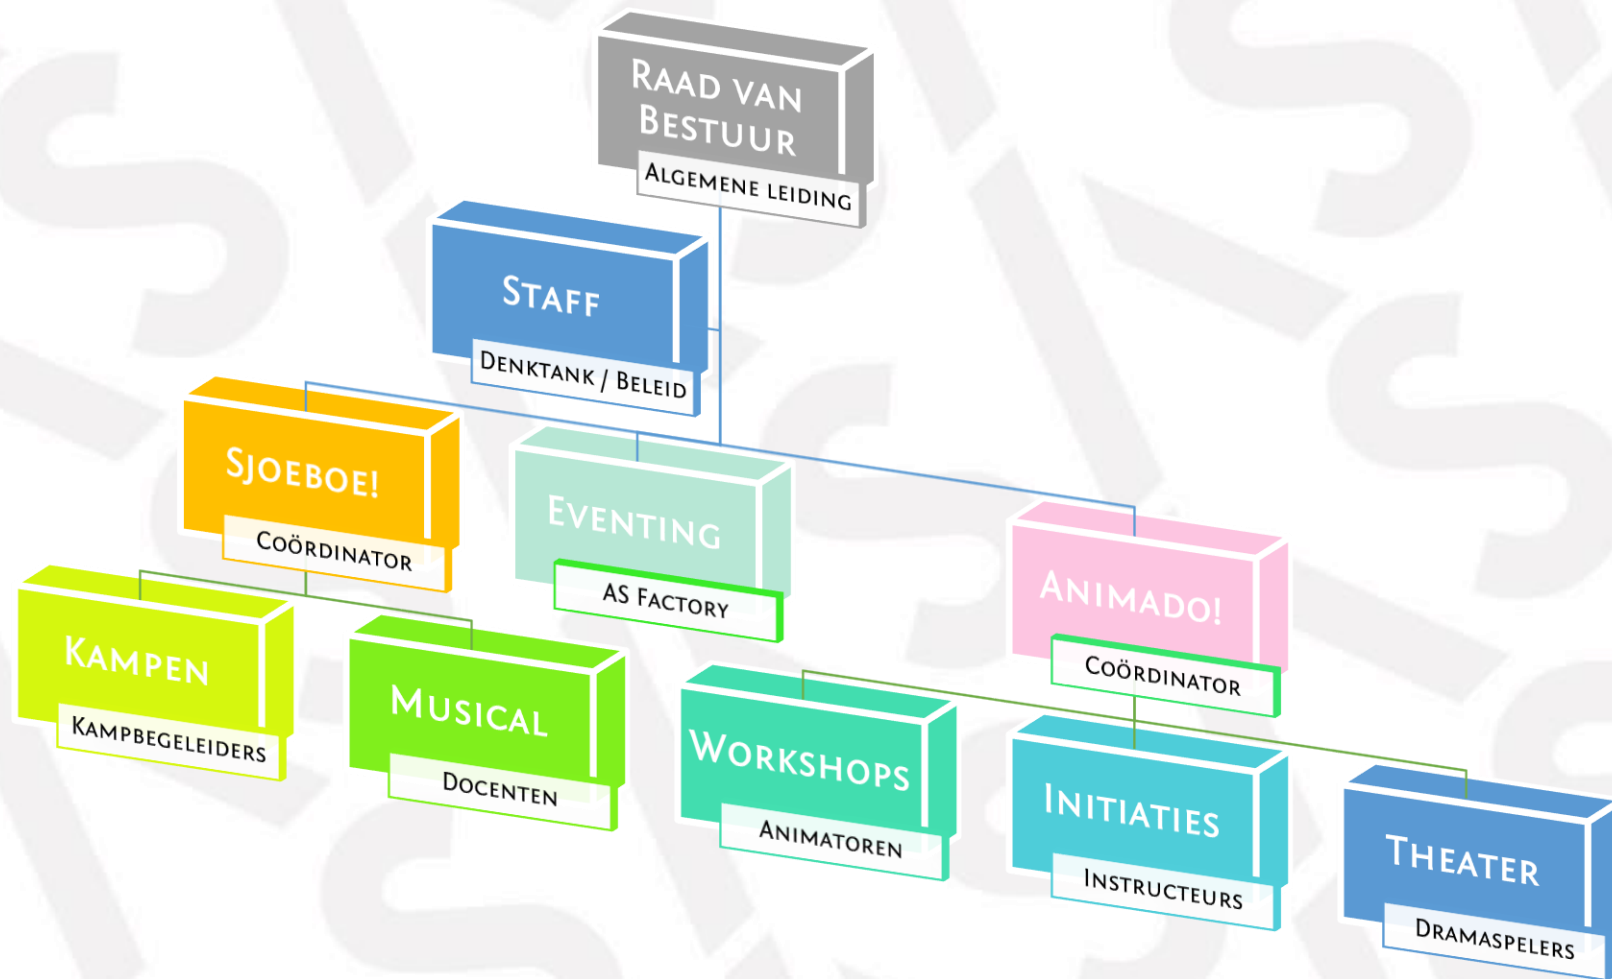 Raad van
Bestuur
Algemene leiding
Staff
Denktank / Beleid
Sjoeboe!
Coördinator
Eventing
AS Factory
Animado!
Coördinator
Kampen
Kampbegeleiders
Musical
Docenten
Workshops
Animatoren
Initiaties
Instructeurs
Theater
Dramaspelers